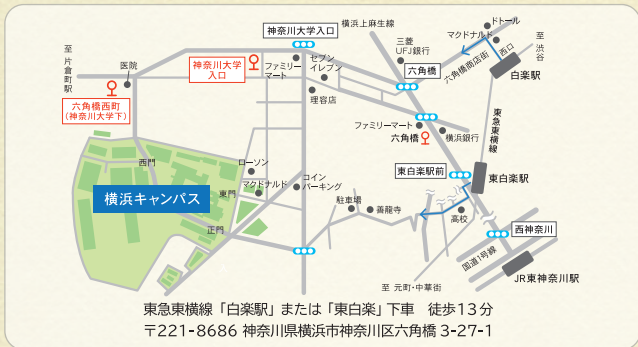 神奈川大学入口
横浜上麻生線
ドトール
マクドナルド
西口
至 渋谷
白楽駅
至 片倉町駅
医院
神奈川大学
入口
ファミリー
マート
セブン
イレブン
理容店
三菱
UFJ銀行
六角橋
六角橋商店街
六角橋西町
(神奈川大学下)
ファミリーマート
六角橋
横浜銀行
東急東横線
西門
ローソン
マクドナルド
東門
コイン
パーキング
東白楽駅前
東白楽駅
横浜キャンパス
駐車場
善龍寺
高校
正門
西神奈川
国道1号線
至 元町・中華街
JR東神奈川駅
東急東横線「白楽駅」または「東白楽」下車 徒歩13分
〒221-8686 神奈川県横浜市神奈川区六角橋 3-27-1